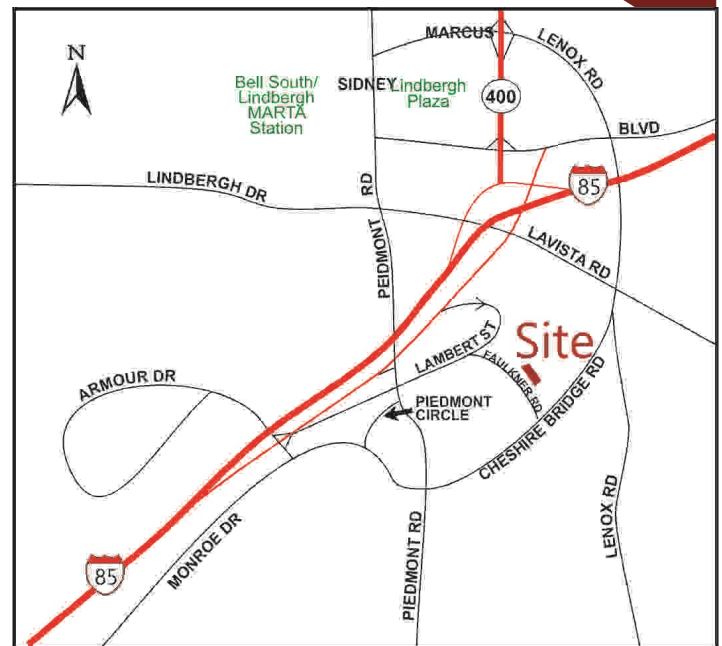 MARCUS
LENOX RD
N
Bell South/
Lindbergh
MARTA
Station
SIDNEY
Lindbergh
Plaza
400
BLVD
85
LINDBERGH DR
PEIDMONT RD
LAVISTA RD
Site
LAMBERT ST
FAULKNER RD
ARMOUR DR
PIEDMONT
CIRCLE
CHESHIRE BRIDGE RD
LENOX RD
MONROE DR
PIEDMONT RD
85